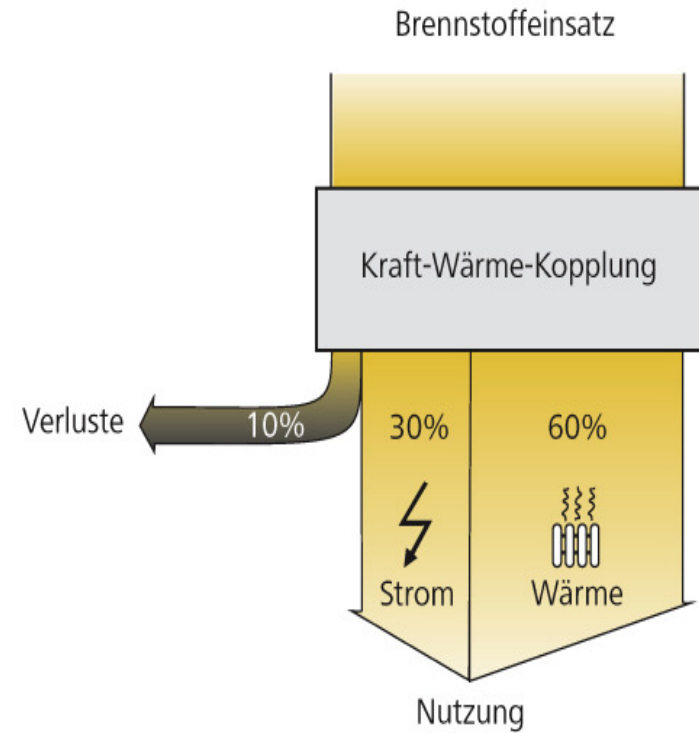 Brennstoffeinsatz
Kraft-Wärme-Kopplung
Verluste
10%
30%
60%
Strom
Wärme
Nutzung